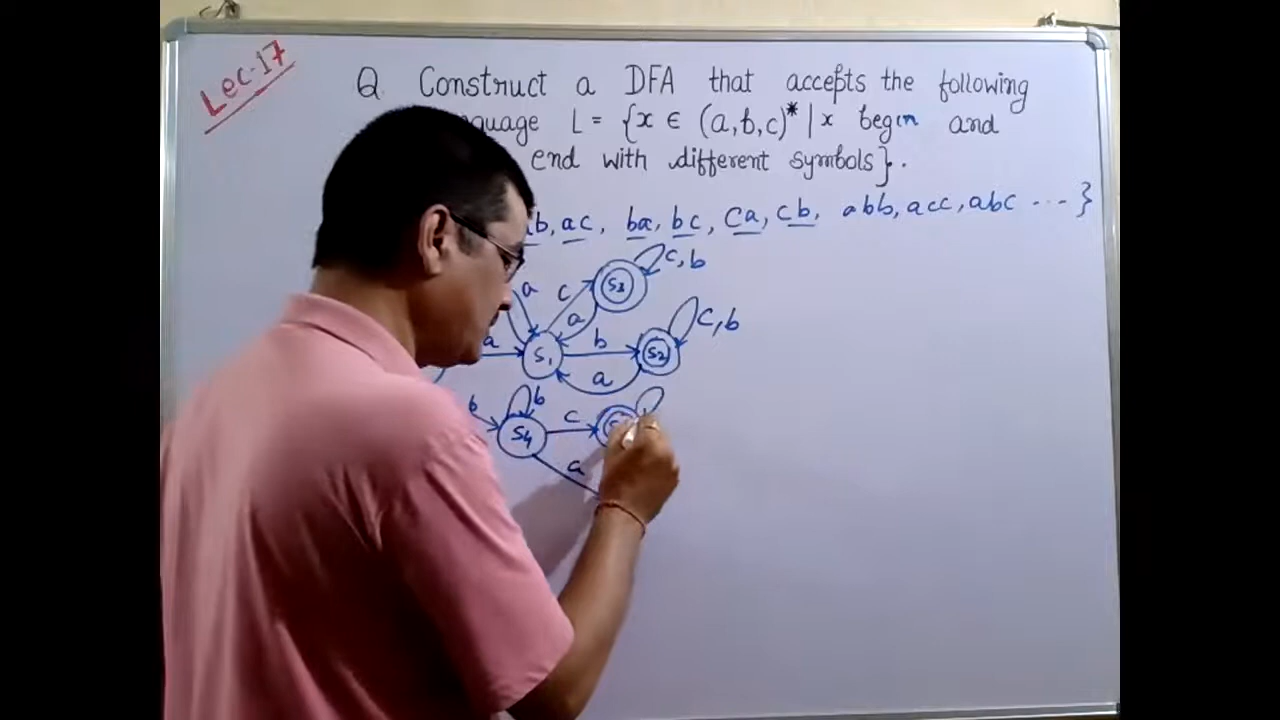 Lec-17
Q Construct a DFA that accepts the following
L = {x ∈ (a,b,c)* | x begin and
end with different symbols}.
ac, ba, bc, ca, cb, abb, acc, abc ---}
a c S3 c,b
a
a S1 b S2 c,b
a
b S4 b c
a